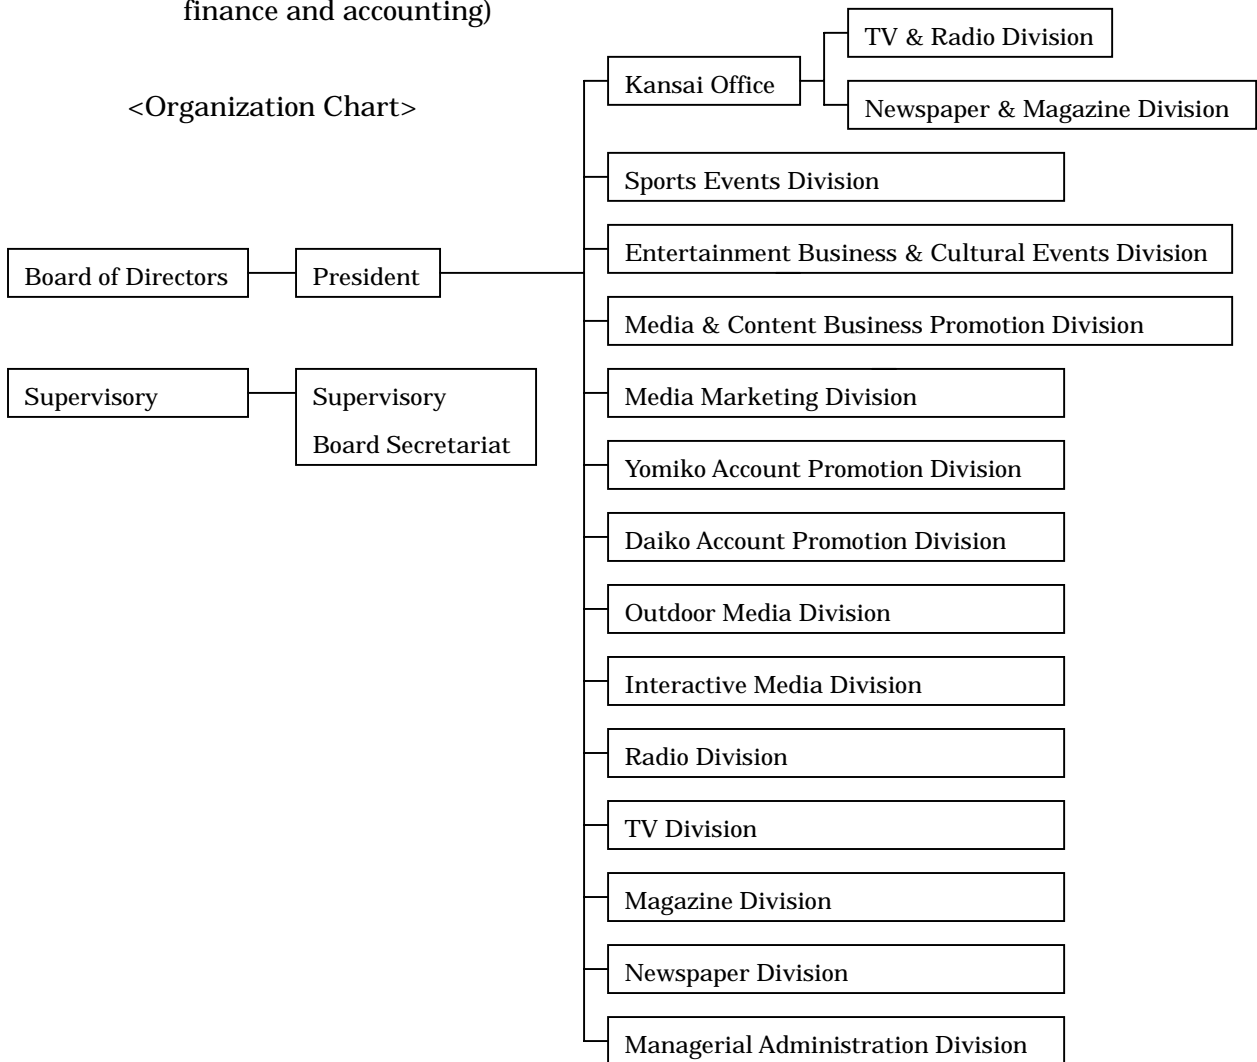 finance and accounting)
TV & Radio Division
Kansai Office
<Organization Chart>
Newspaper & Magazine Division
Sports Events Division
Entertainment Business & Cultural Events Division
Board of Directors
President
Media & Content Business Promotion Division
Supervisory
Supervisory
Board Secretariat
Media Marketing Division
Yomiko Account Promotion Division
Daiko Account Promotion Division
Outdoor Media Division
Interactive Media Division
Radio Division
TV Division
Magazine Division
Newspaper Division
Managerial Administration Division